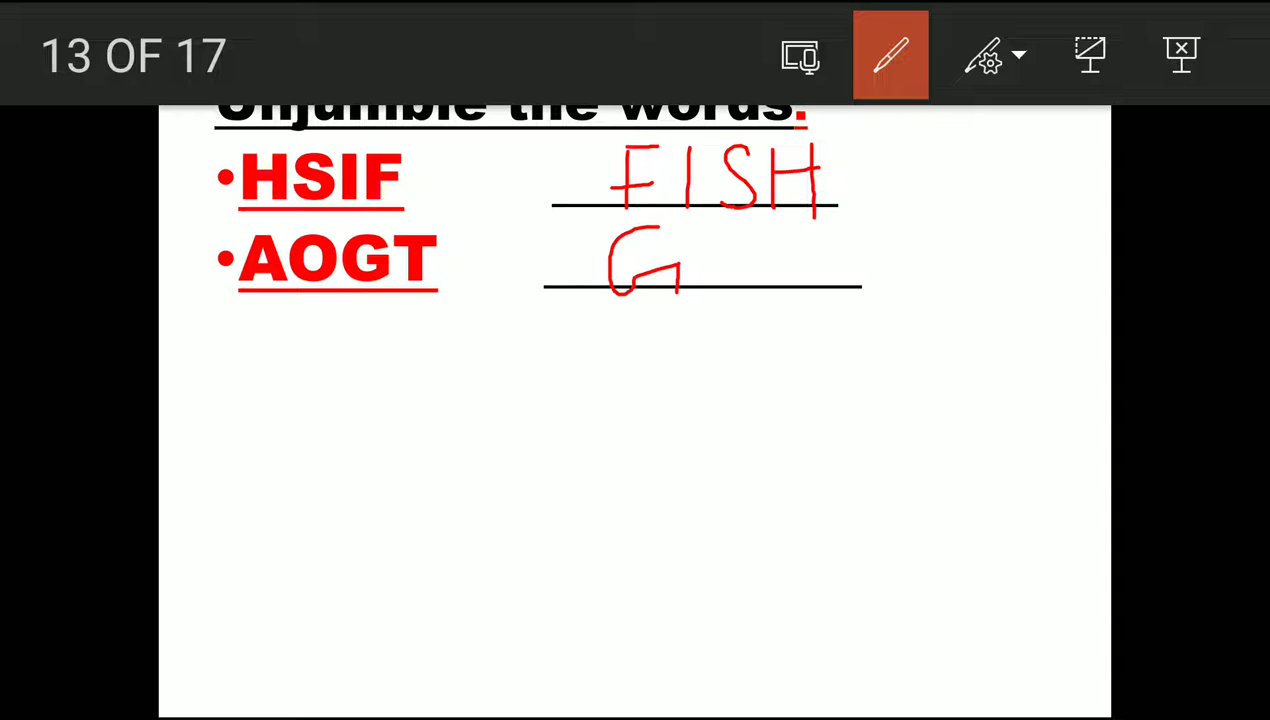 13 OF 17
Unjumble the words:
•HSIF FISH
•AOGT G